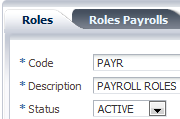 Roles Roles Payrolls
* Code PAYR
* Description PAYROLL ROLES
* Status ACTIVE